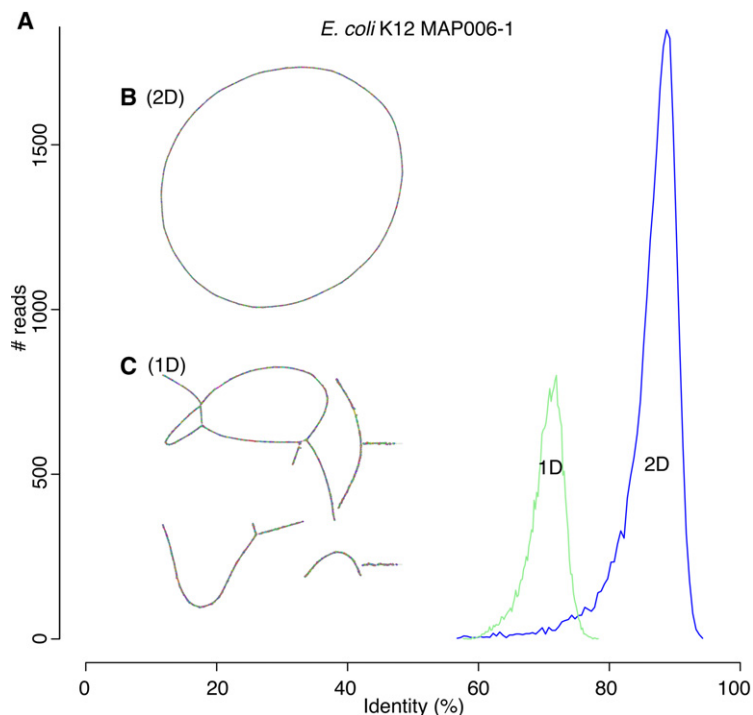 A
E. coli K12 MAP006-1
B (2D)
C (1D)
1D
2D
# reads
0
500
1000
1500
0
20
40
60
80
100
Identity (%)